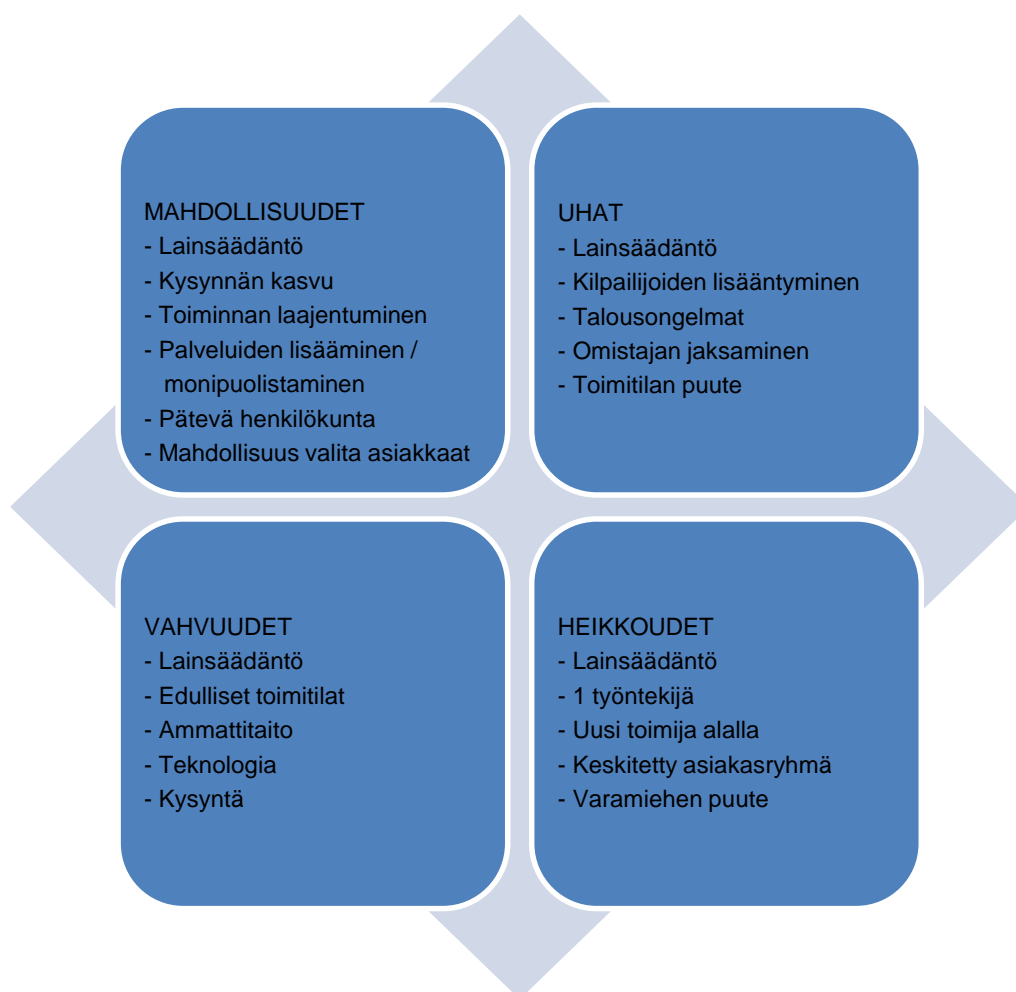 MAHDOLLISUUDET
- Lainsäädäntö
- Kysynnän kasvu
- Toiminnan laajentuminen
- Palveluiden lisääminen /
monipuolistaminen
- Pätevä henkilökunta
- Mahdollisuus valita asiakkaat
UHAT
- Lainsäädäntö
- Kilpailijoiden lisääntyminen
- Talousongelmat
- Omistajan jaksaminen
- Toimitilan puute
VAHVUUDET
- Lainsäädäntö
- Edulliset toimitilat
- Ammattitaito
- Teknologia
- Kysyntä
HEIKKOUDET
- Lainsäädäntö
- 1 työntekijä
- Uusi toimija alalla
- Keskitetty asiakasryhmä
- Varamiehen puute